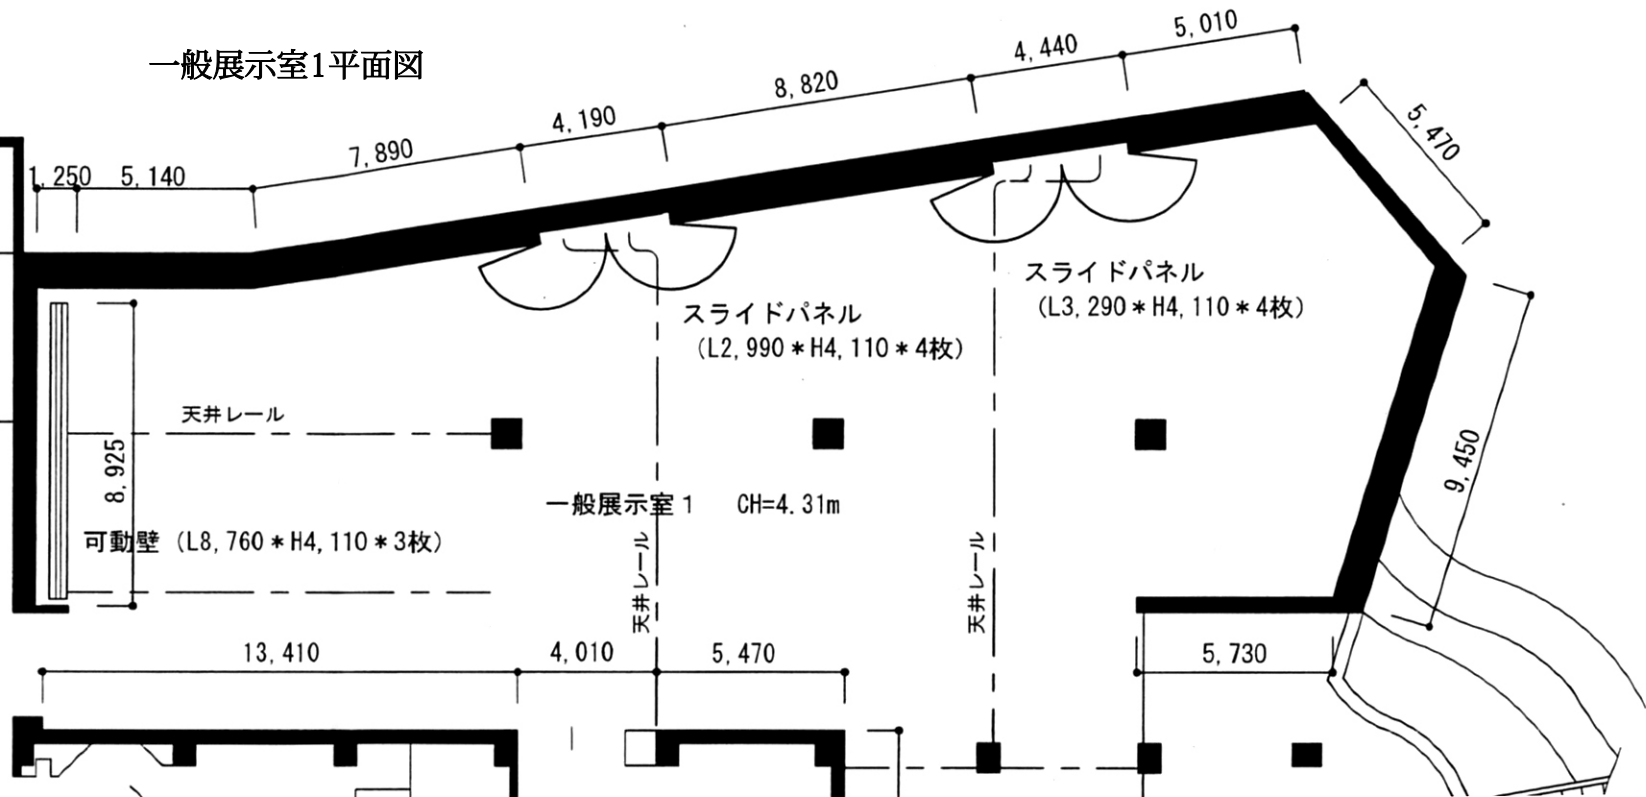 一般展示室1平面図
5,010
4,440
8,820
4,190
7,890
1,250
5,140
5,470
スライドパネル
(L3,290*H4,110*4枚)
スライドパネル
(L2,990*H4,110*4枚)
天井レール
8,925
9,450
一般展示室1 CH=4.31m
可動壁 (L8,760*H4,110*3枚)
天井レール
天井レール
13,410
4,010
5,470
5,730